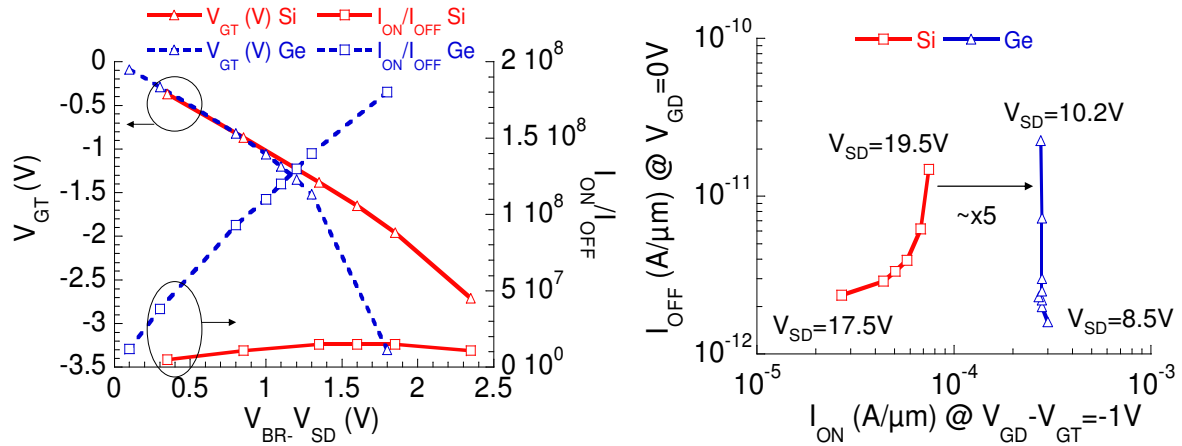 V_GT (V) Si I_ON/I_OFF Si
V_GT (V) Ge I_ON/I_OFF Ge
V_GT (V)
0
-0.5
-1
-1.5
-2
-2.5
-3
-3.5
0 0.5 1 1.5 2 2.5
V_BR- V_SD (V)
2 10^8
1.5 10^8
1 10^8
5 10^7
0 10^0
I_ON/I_OFF
Si Ge
I_OFF (A/µm) @ V_GD=0V
10^-10
10^-11
10^-12
V_SD=10.2V
V_SD=19.5V
~x5
V_SD=17.5V
V_SD=8.5V
10^-5 10^-4 10^-3
I_ON (A/µm) @ V_GD-V_GT=-1V